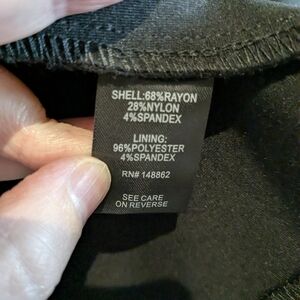 SHELL:68%RAYON
28%NYLON
4%SPANDEX
LINING:
96%POLYESTER
4%SPANDEX
RN# 148862
SEE CARE
ON REVERSE